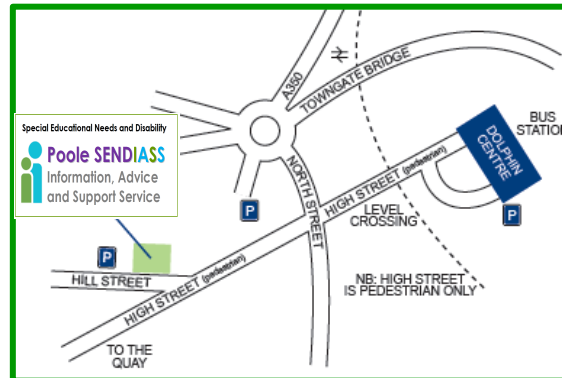 A350
TOWNGATE BRIDGE
BUS
STATION
DOLPHIN
CENTRE
Special Educational Needs and Disability
Poole SENDIASS
Information, Advice
and Support Service
NORTH STREET
HIGH STREET (pedestrian)
P
P
LEVEL
CROSSING
P
HILL STREET
HIGH STREET (pedestrian)
NB: HIGH STREET
IS PEDESTRIAN ONLY
TO THE
QUAY